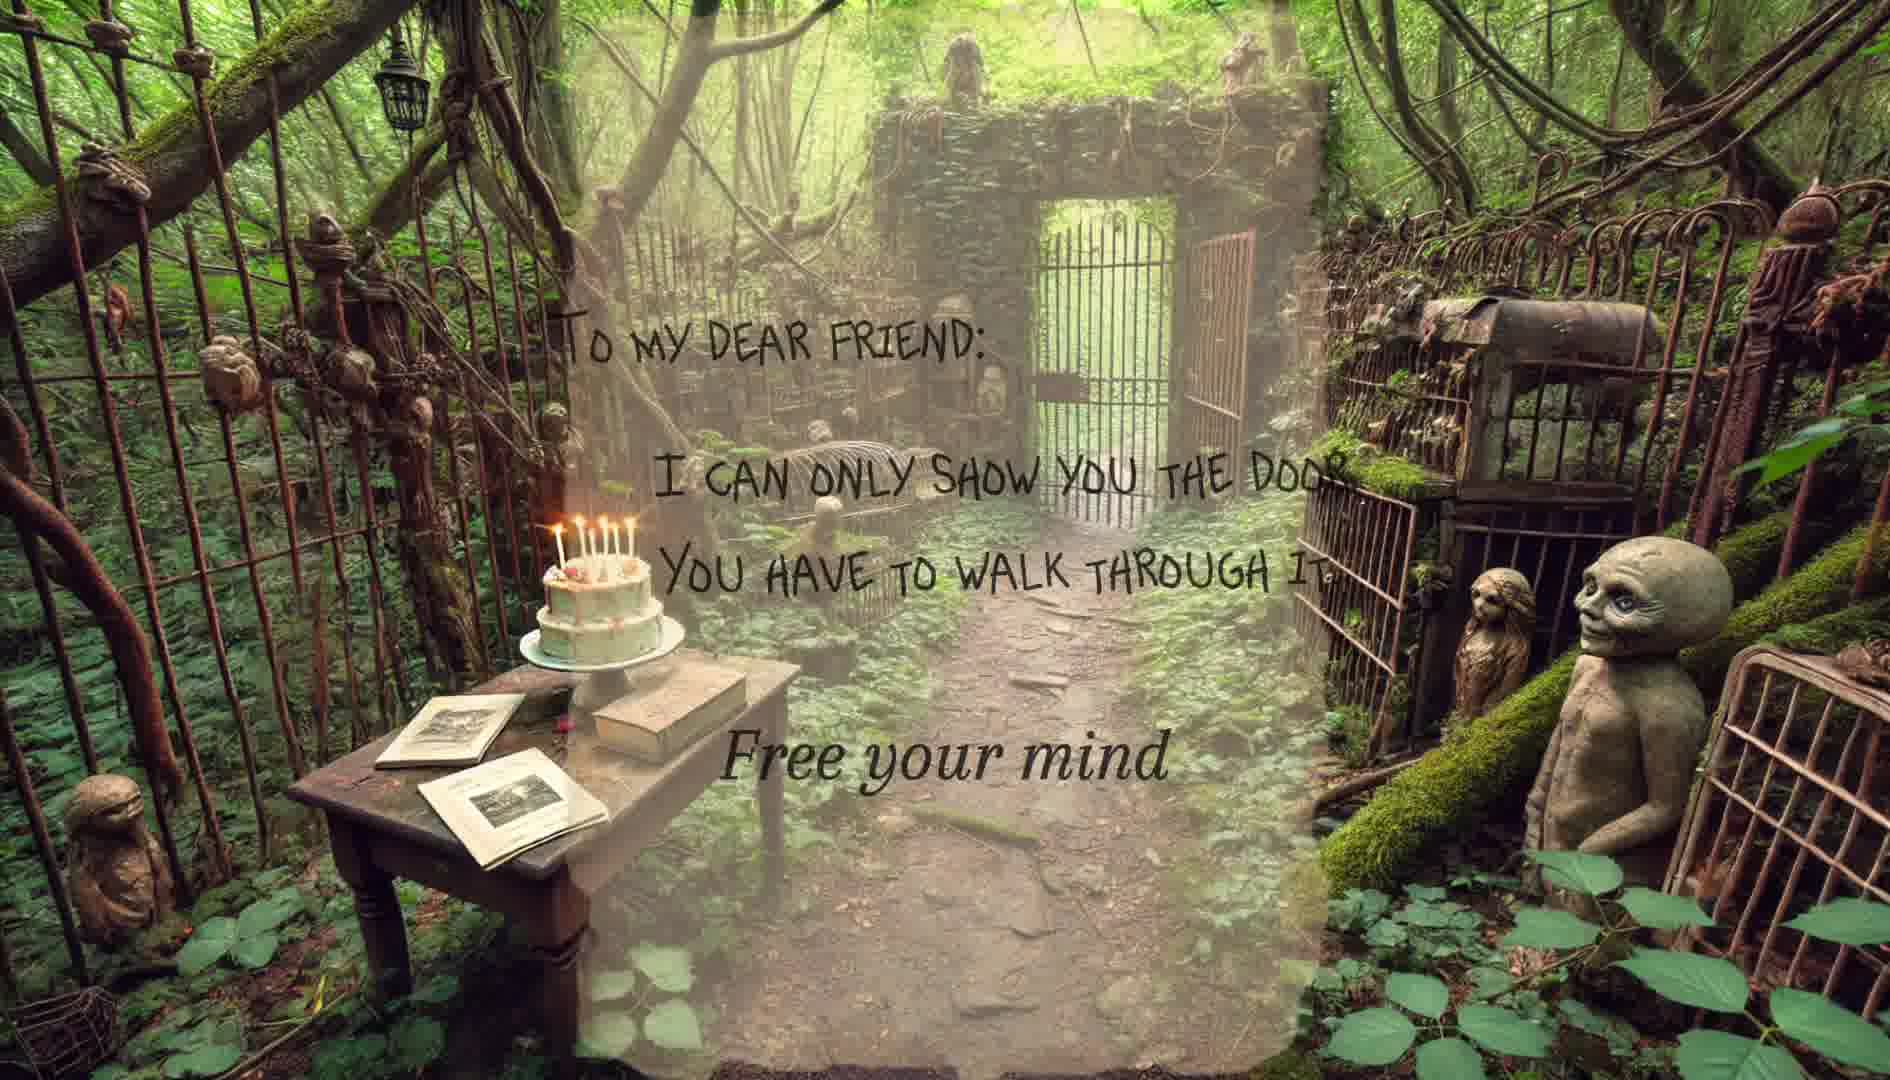 TO MY DEAR FRIEND:
I CAN ONLY SHOW YOU THE DOOR
YOU HAVE TO WALK THROUGH IT.
Free your mind